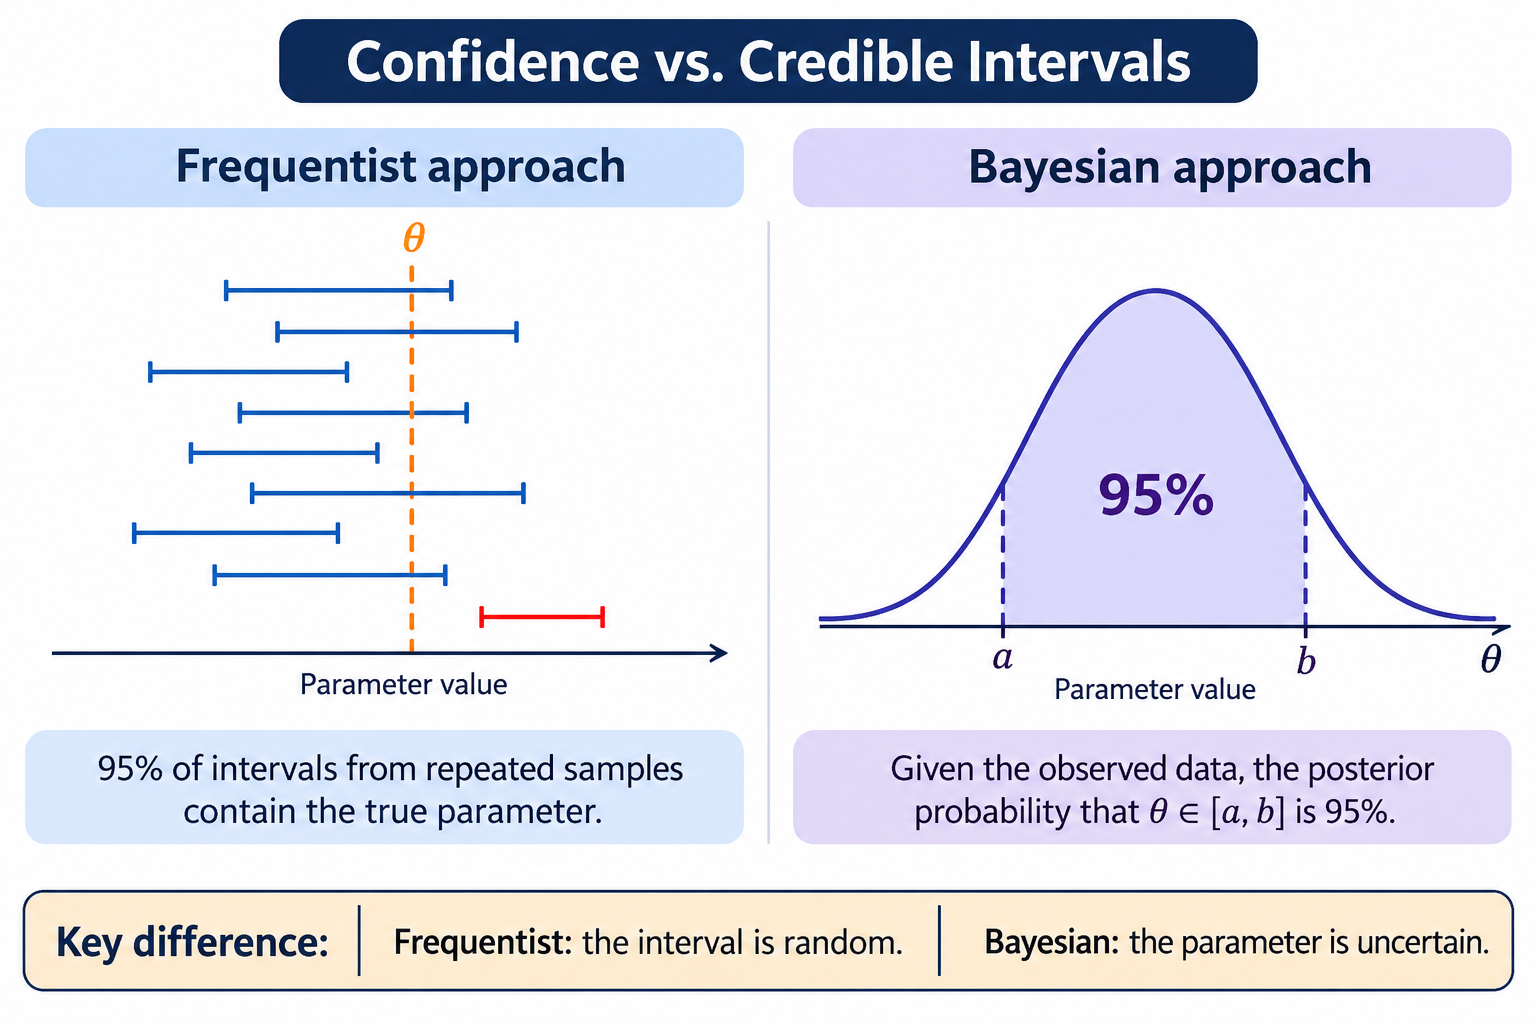 Confidence vs. Credible Intervals
Frequentist approach
θ
Parameter value
95% of intervals from repeated samples
contain the true parameter.
Bayesian approach
95%
a
b
θ
Parameter value
Given the observed data, the posterior
probability that θ ∈ [a, b] is 95%.
Key difference:
Frequentist: the interval is random.
Bayesian: the parameter is uncertain.